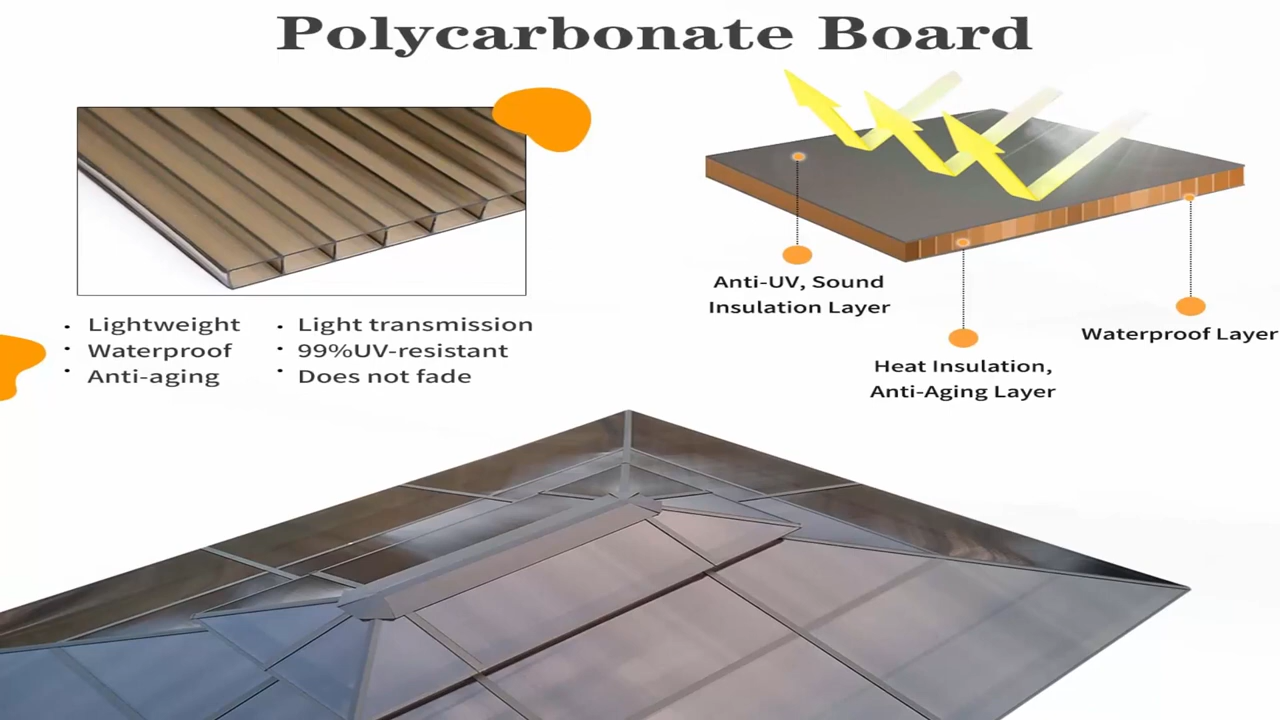 Polycarbonate Board
· Lightweight
· Waterproof
· Anti-aging
· Light transmission
· 99%UV-resistant
· Does not fade
Anti-UV, Sound
Insulation Layer
Heat Insulation,
Anti-Aging Layer
Waterproof Layer